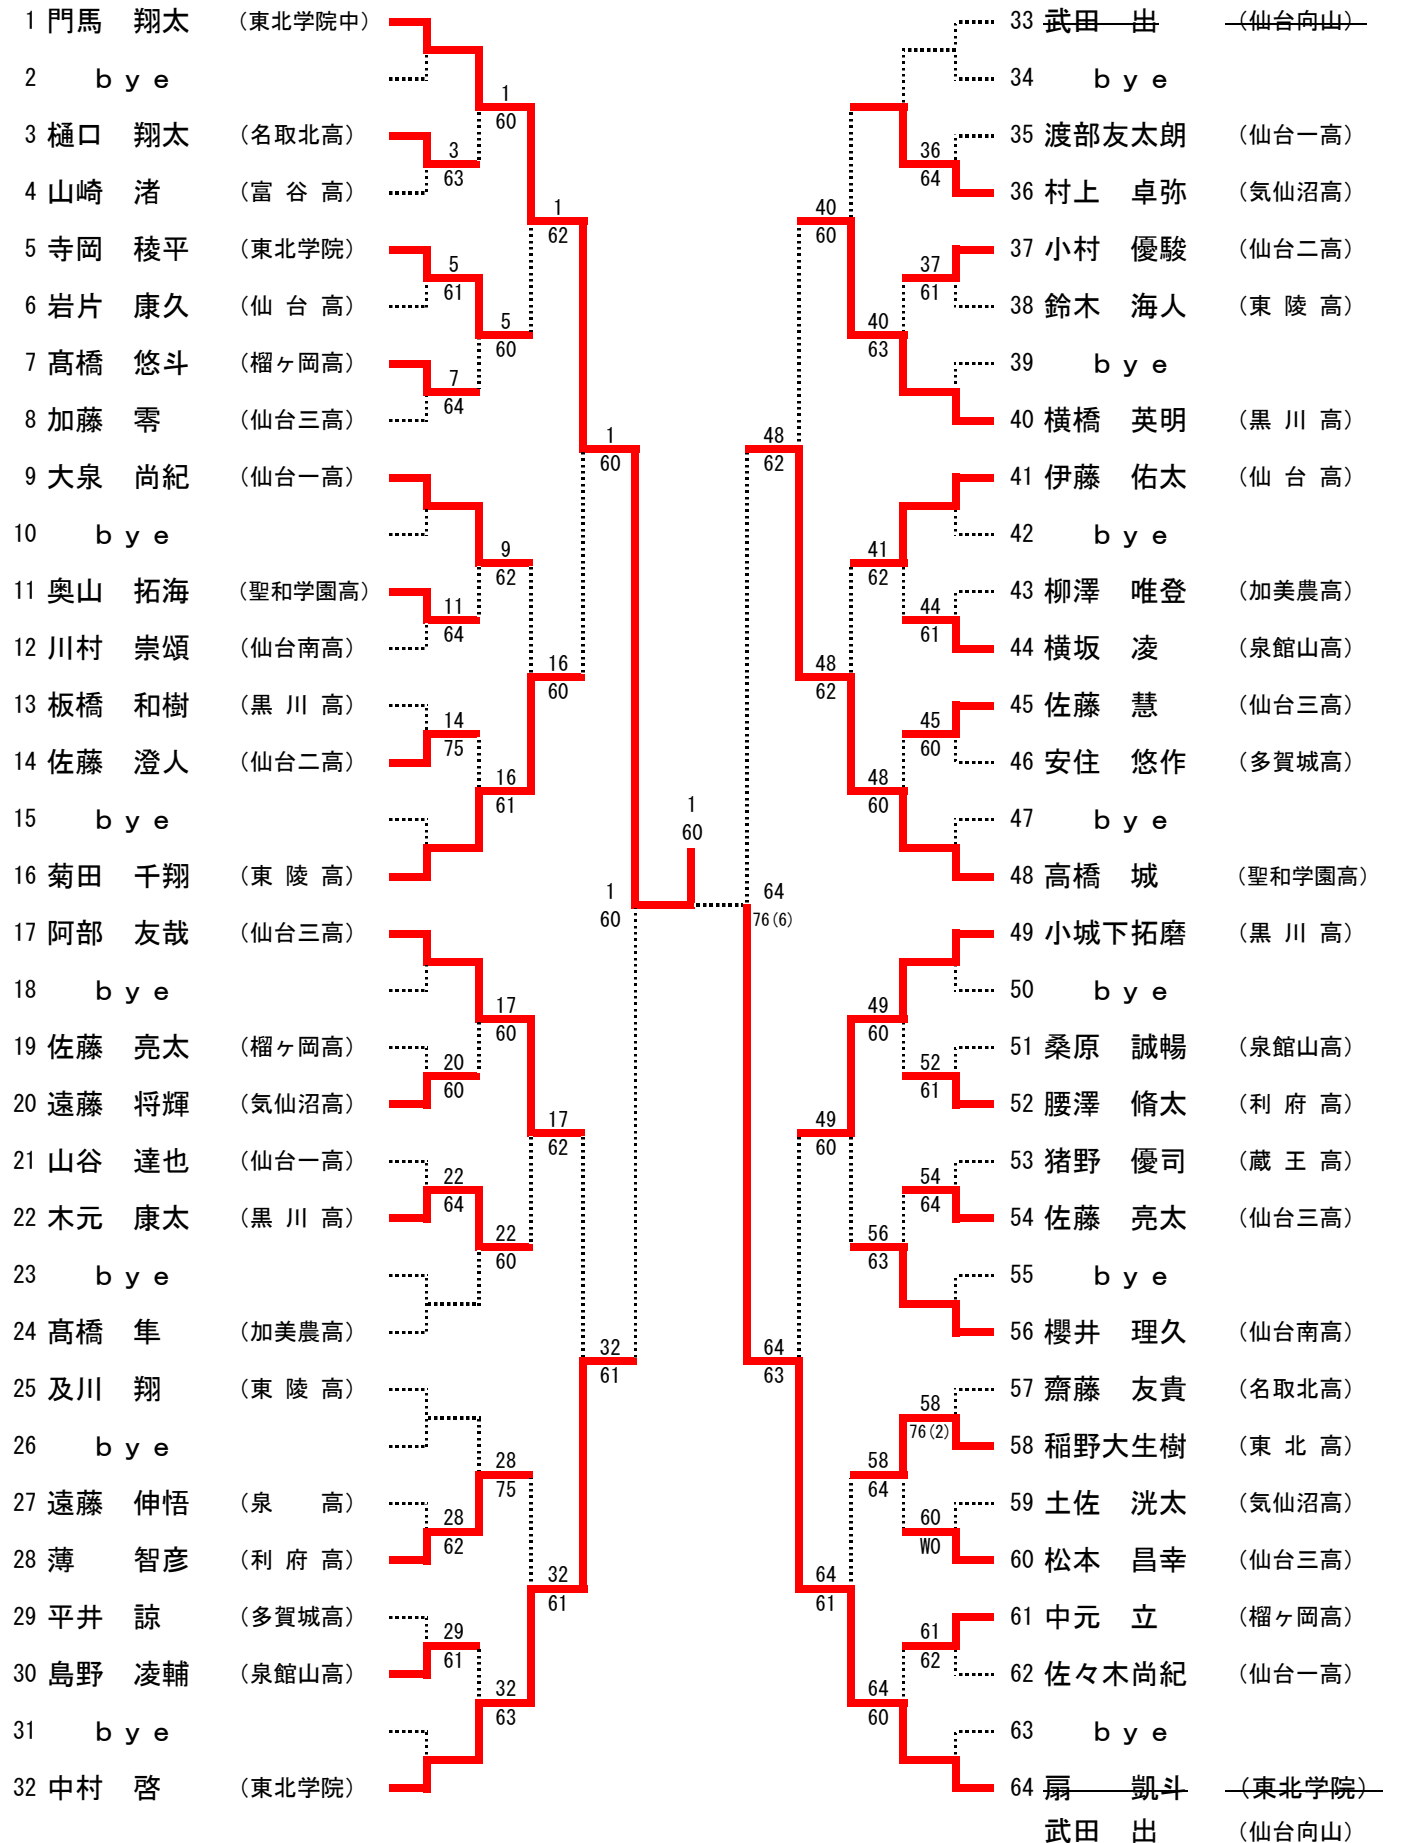 1 門馬　翔太 （東北学院中）
2 ｂｙｅ
3 樋口　翔太 （名取北高）
4 山崎　渚 （富 谷 高）
5 寺岡　稜平 （東北学院）
6 岩片　康久 （仙 台 高）
7 髙橋　悠斗 （榴ヶ岡高）
8 加藤　零 （仙台三高）
9 大泉　尚紀 （仙台一高）
10 ｂｙｅ
11 奥山　拓海 （聖和学園高）
12 川村　崇頌 （仙台南高）
13 板橋　和樹 （黒 川 高）
14 佐藤　澄人 （仙台二高）
15 ｂｙｅ
16 菊田　千翔 （東 陵 高）
17 阿部　友哉 （仙台三高）
18 ｂｙｅ
19 佐藤　亮太 （榴ヶ岡高）
20 遠藤　将輝 （気仙沼高）
21 山谷　達也 （仙台一高）
22 木元　康太 （黒 川 高）
23 ｂｙｅ
24 髙橋　隼 （加美農高）
25 及川　翔 （東 陵 高）
26 ｂｙｅ
27 遠藤　伸悟 （泉　　高）
28 薄　　智彦 （利 府 高）
29 平井　諒 （多賀城高）
30 島野　凌輔 （泉館山高）
31 ｂｙｅ
32 中村　啓 （東北学院）
3
63
5
61
7
64
11
64
14
75
20
60
22
64
28
62
29
61
1
60
5
60
9
62
16
61
17
60
22
60
28
75
32
63
1
62
16
60
17
62
32
61
1
60
32
61
1
60
1
60
64
76(6)
48
62
64
63
40
60
48
62
49
60
64
61
40
63
41
62
48
60
49
60
56
63
58
64
64
60
36
64
37
61
44
61
45
60
52
61
54
64
58
76(2)
60
WO
61
62
33 武田　出 （仙台向山）
34 ｂｙｅ
35 渡部友太朗 （仙台一高）
36 村上　卓弥 （気仙沼高）
37 小村　優駿 （仙台二高）
38 鈴木　海人 （東 陵 高）
39 ｂｙｅ
40 横橋　英明 （黒 川 高）
41 伊藤　佑太 （仙 台 高）
42 ｂｙｅ
43 柳澤　唯登 （加美農高）
44 横坂　凌 （泉館山高）
45 佐藤　慧 （仙台三高）
46 安住　悠作 （多賀城高）
47 ｂｙｅ
48 高橋　城 （聖和学園高）
49 小城下拓磨 （黒 川 高）
50 ｂｙｅ
51 桑原　誠暢 （泉館山高）
52 腰澤　脩太 （利 府 高）
53 猪野　優司 （蔵 王 高）
54 佐藤　亮太 （仙台三高）
55 ｂｙｅ
56 櫻井　理久 （仙台南高）
57 齋藤　友貴 （名取北高）
58 稲野大生樹 （東 北 高）
59 土佐　洸太 （気仙沼高）
60 松本　昌幸 （仙台三高）
61 中元　立 （榴ヶ岡高）
62 佐々木尚紀 （仙台一高）
63 ｂｙｅ
64 扇　　凱斗 （東北学院）
武田　出 （仙台向山）